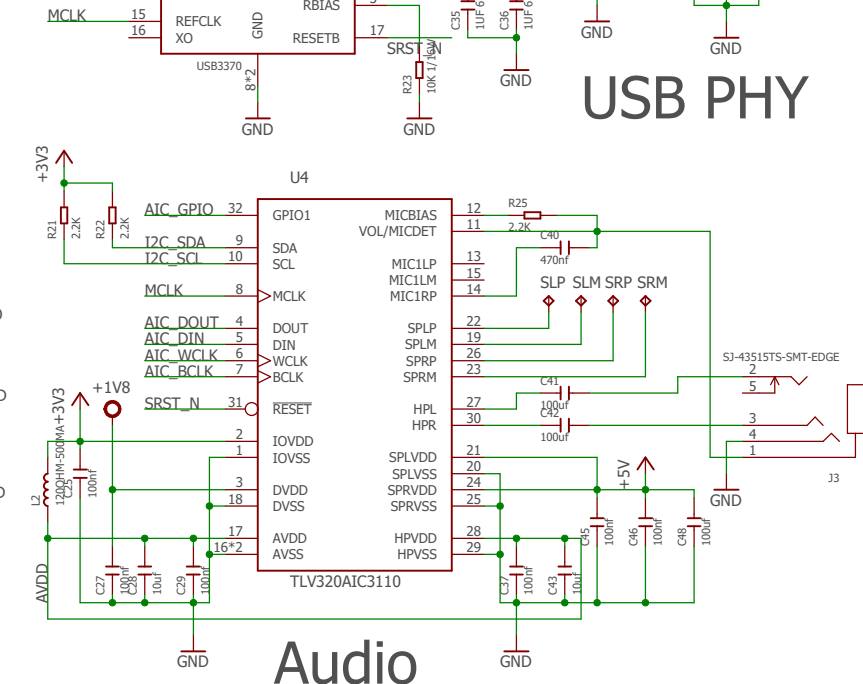 RBIAS
MCLK 15 REFCLK GND
16 XO RESETB 17 SRST_N
USB3370
8*2
R23
10K 1/16W
C35
1UF 6
C36
1UF 6
GND GND GND GND GND
USB PHY
+3V3
R21
2.2K
R22
2.2K
U4
AIC_GPIO 32 GPIO1
I2C_SDA 9 SDA
I2C_SCL 10 SCL
MCLK 8 MCLK
AIC_DOUT 4 DOUT
AIC_DIN 5 DIN
AIC_WCLK 6 WCLK
AIC_BCLK 7 BCLK
SRST_N 31 RESET
2 IOVDD
1 IOVSS
3 DVDD
18 DVSS
17 AVDD
16*2 AVSS
MICBIAS 12
VOL/MICDET 11
MIC1LP 13
MIC1LM 15
MIC1RP 14
SPLP 22
SPLM 19
SPRP 26
SPRM 23
HPL 27
HPR 30
SPLVDD 21
SPLVSS 20
SPRVDD 24
SPRVSS 25
HPVDD 28
HPVSS 29
TLV320AIC3110
R25
2.2K
C40
470nf
SLP SLM SRP SRM
C41
100uf
C42
100uf
SJ-43515TS-SMT-EDGE
2
5
3
4
1
J3
GND
+3V3
+1V8
L2
120OHM-500MA
C25
100nf
AVDD
C27
100nf
C28
10uf
C29
100nf
GND
+5V
C45
100nf
C46
100nf
C48
100uf
C37
100nf
C43
10uf
GND
Audio